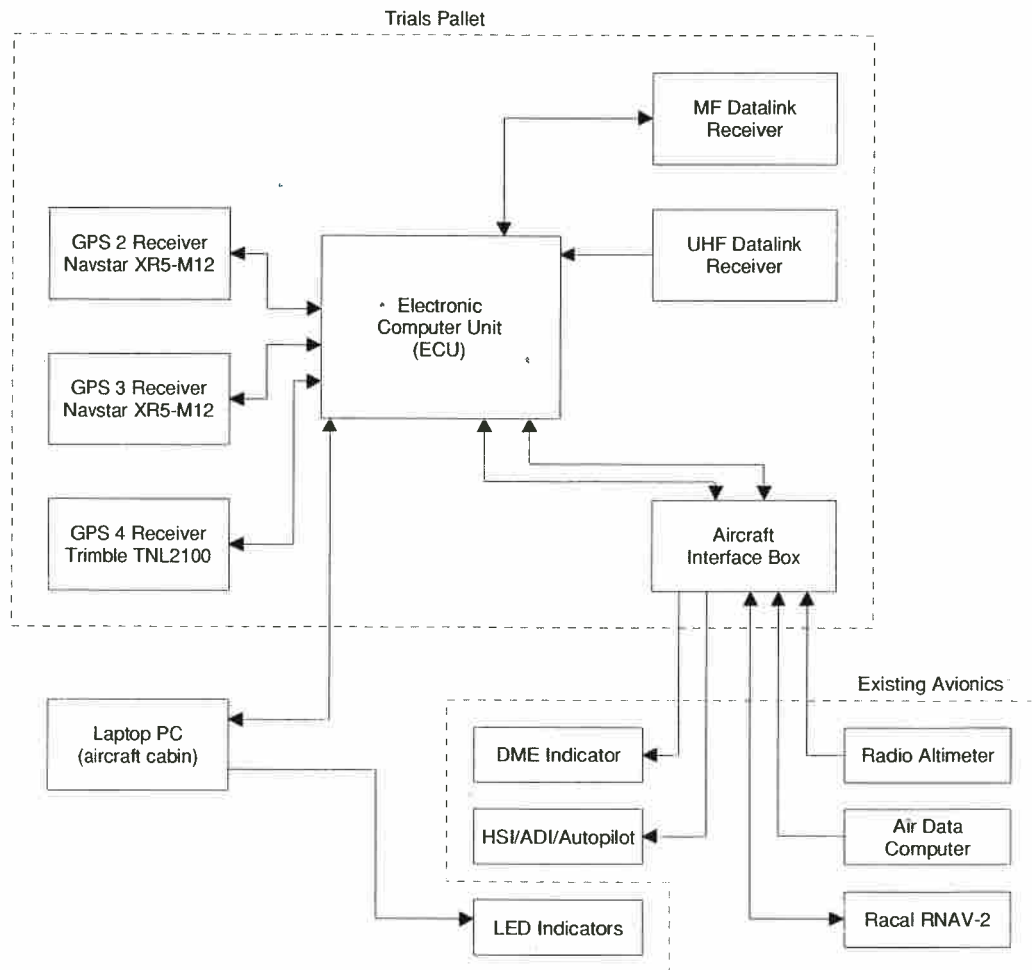 Trials Pallet
MF Datalink
Receiver
GPS 2 Receiver
Navstar XR5-M12
UHF Datalink
Receiver
Electronic
Computer Unit
(ECU)
GPS 3 Receiver
Navstar XR5-M12
GPS 4 Receiver
Trimble TNL2100
Aircraft
Interface Box
Existing Avionics
Laptop PC
(aircraft cabin)
DME Indicator
Radio Altimeter
HSI/ADI/Autopilot
Air Data
Computer
LED Indicators
Racal RNAV-2